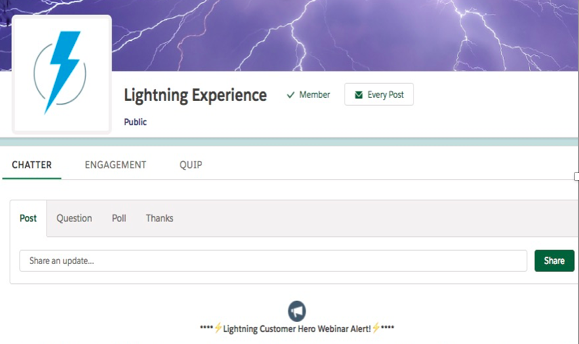 Lightning Experience
Member
Every Post
Public
CHATTER ENGAGEMENT QUIP
Post Question Poll Thanks
Share an update...
Share
****⚡Lightning Customer Hero Webinar Alert!⚡****